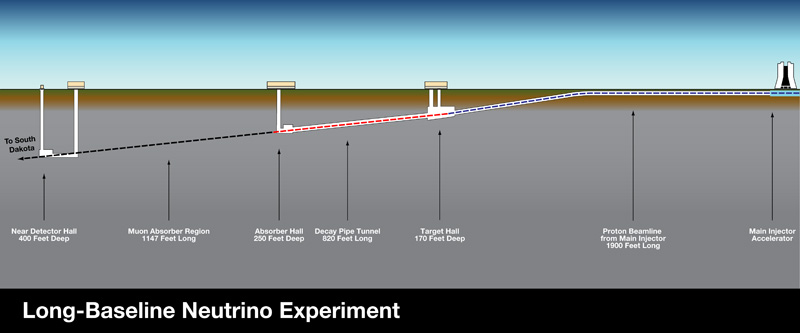 To South
Dakota
Near Detector Hall
400 Feet Deep
Muon Absorber Region
1147 Feet Long
Absorber Hall
250 Feet Deep
Decay Pipe Tunnel
820 Feet Long
Target Hall
170 Feet Deep
Proton Beamline
from Main Injector
1900 Feet Long
Main Injector
Accelerator
Long-Baseline Neutrino Experiment